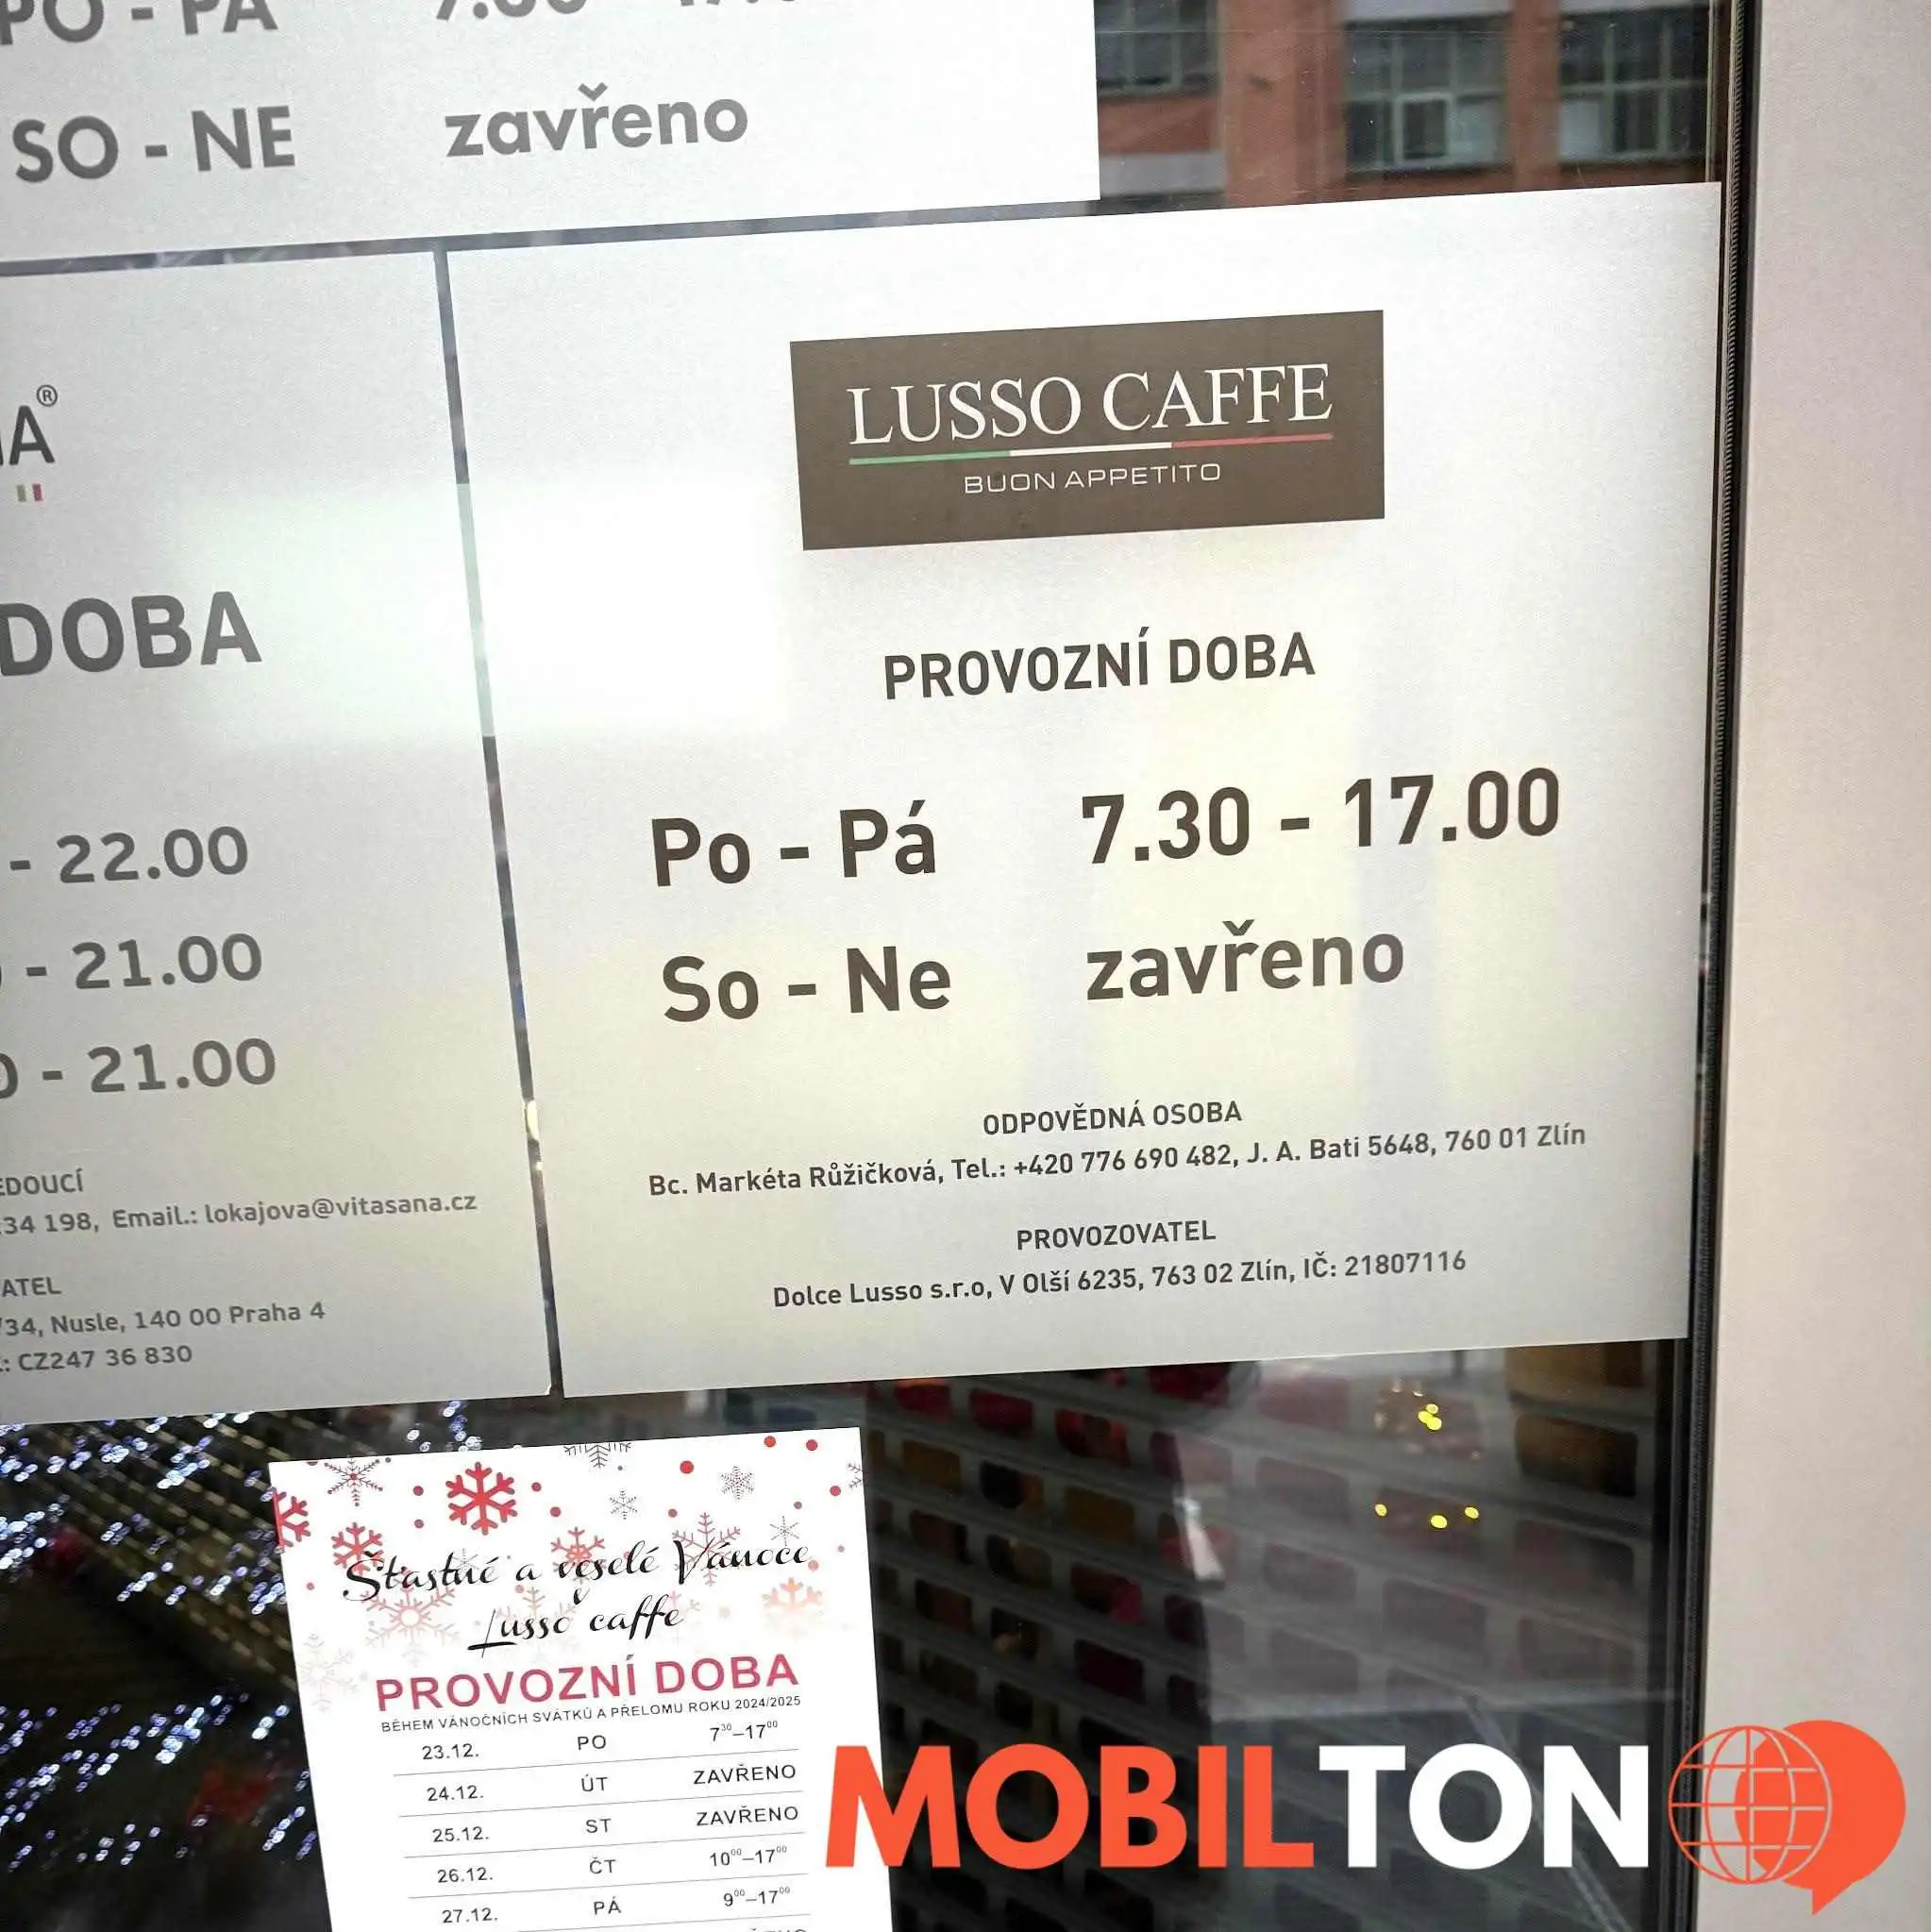 PO - PÁ
SO - NE zavřeno
A®
DOBA
- 22.00
- 21.00
- 21.00
34 198, Email.: lokajova@vitasana.cz
34, Nusle, 140 00 Praha 4
: CZ247 36 830
LUSSO CAFFE
BUON APPETITO
PROVOZNÍ DOBA
Po - Pá 7.30 - 17.00
So - Ne zavřeno
ODPOVĚDNÁ OSOBA
Bc. Markéta Růžičková, Tel.: +420 776 690 482, J. A. Bati 5648, 760 01 Zlín
PROVOZOVATEL
Dolce Lusso s.r.o, V Olší 6235, 763 02 Zlín, IČ: 21807116
Šťastné a veselé Vánoce
Lusso caffe
PROVOZNÍ DOBA
BĚHEM VÁNOČNÍCH SVÁTKŮ A PŘELOMU ROKU 2024/2025
23.12. PO 7³⁰–17⁰⁰
24.12. ÚT ZAVŘENO
25.12. ST ZAVŘENO
26.12. ČT 10⁰⁰–17⁰⁰
27.12. PÁ 9⁰⁰–17⁰⁰
MOBILTON